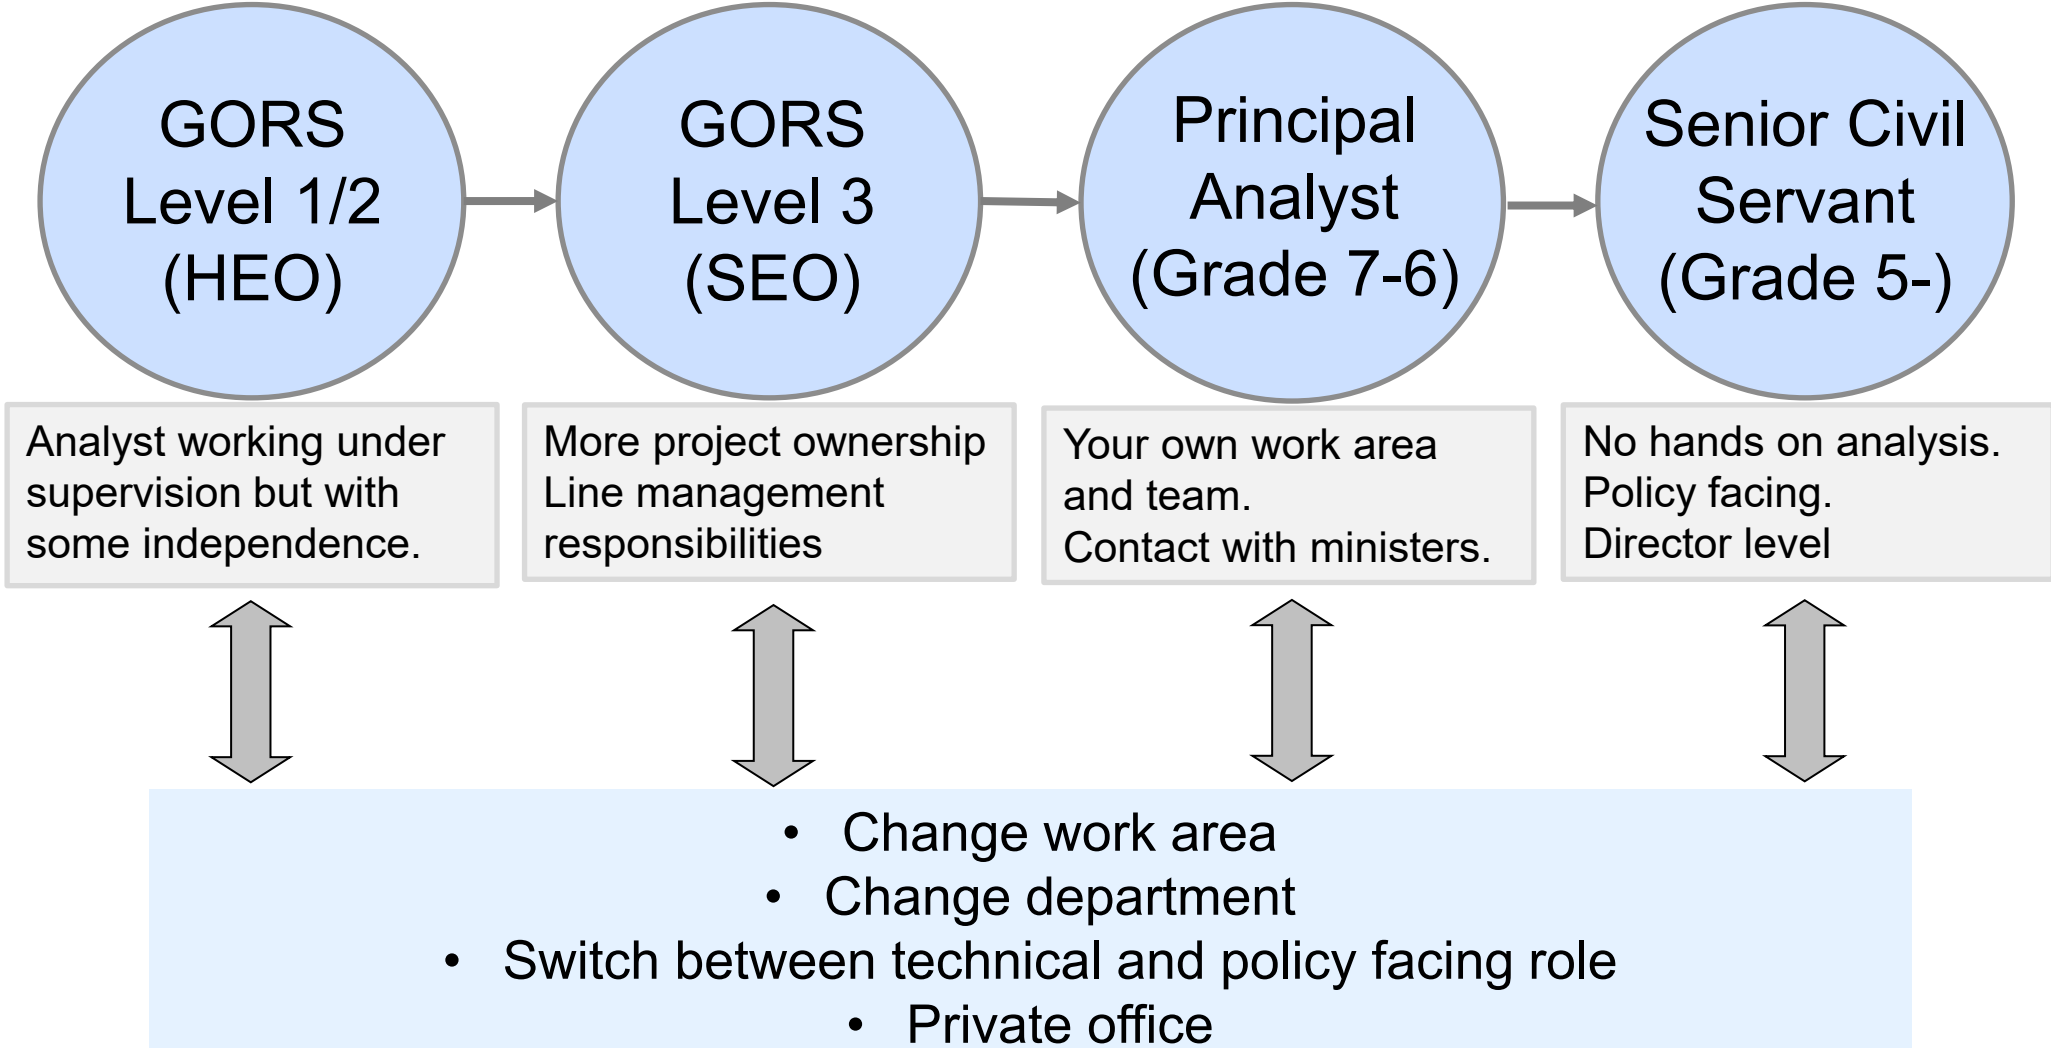 GORS
Level 1/2
(HEO)
GORS
Level 3
(SEO)
Principal
Analyst
(Grade 7-6)
Senior Civil
Servant
(Grade 5-)
Analyst working under
supervision but with
some independence.
More project ownership
Line management
responsibilities
Your own work area
and team.
Contact with ministers.
No hands on analysis.
Policy facing.
Director level
• Change work area
• Change department
• Switch between technical and policy facing role
• Private office